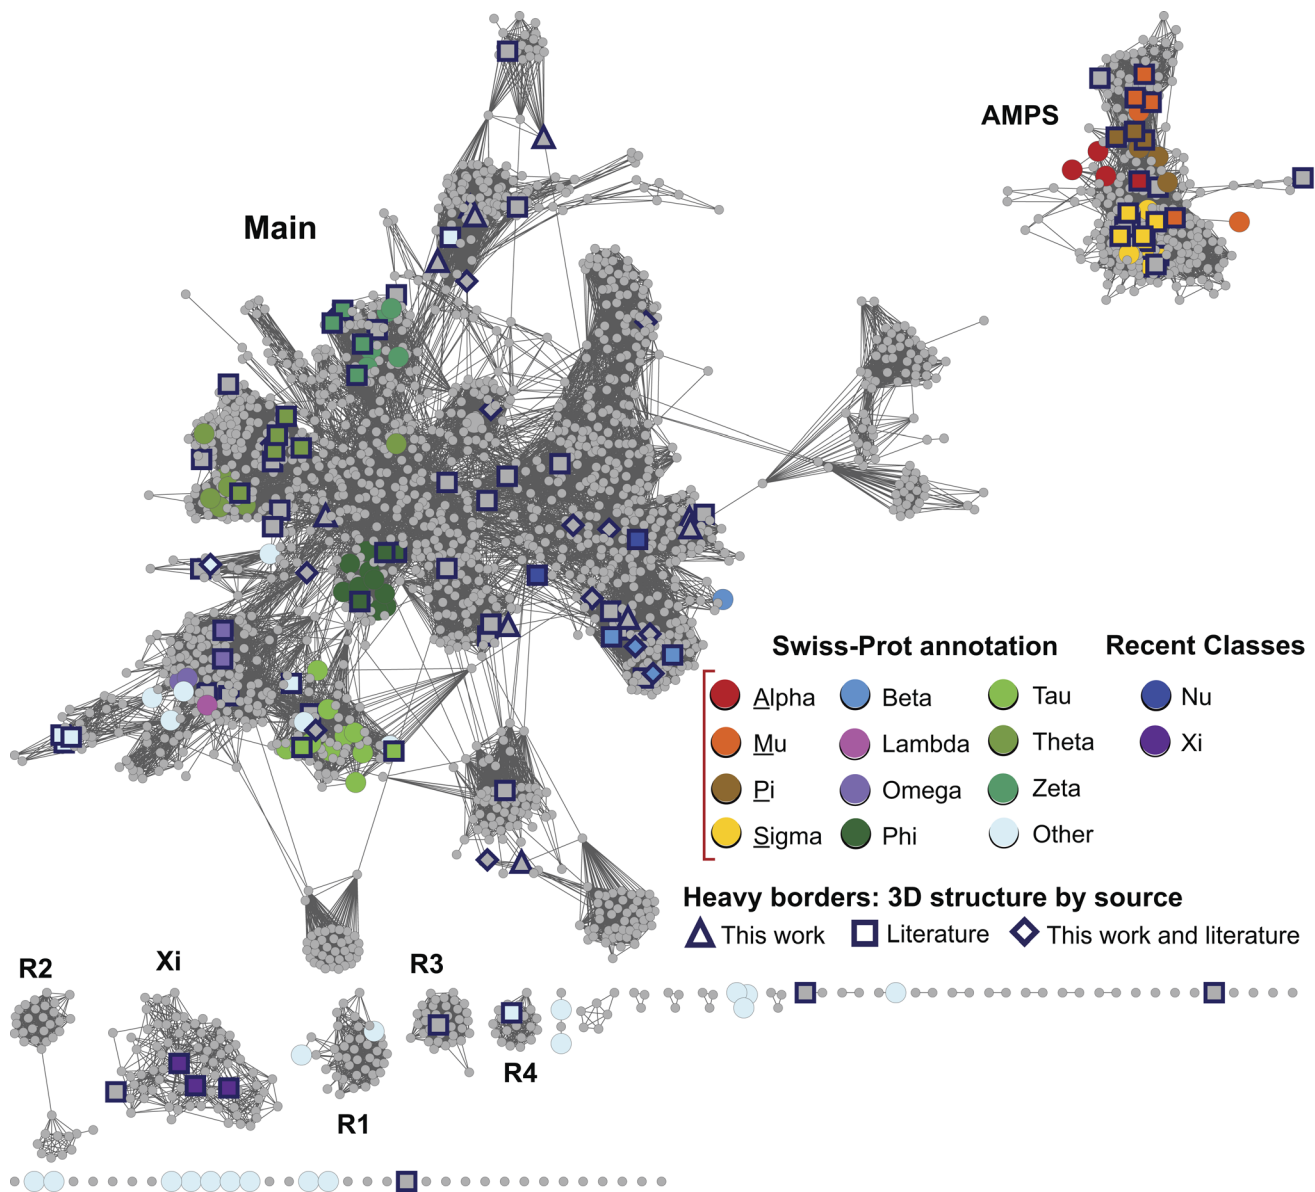 AMPS
Main
Swiss-Prot annotation
Recent Classes
Alpha
Beta
Tau
Nu
Mu
Lambda
Theta
Xi
Pi
Omega
Zeta
Sigma
Phi
Other
Heavy borders: 3D structure by source
This work
Literature
This work and literature
R2
Xi
R3
R4
R1